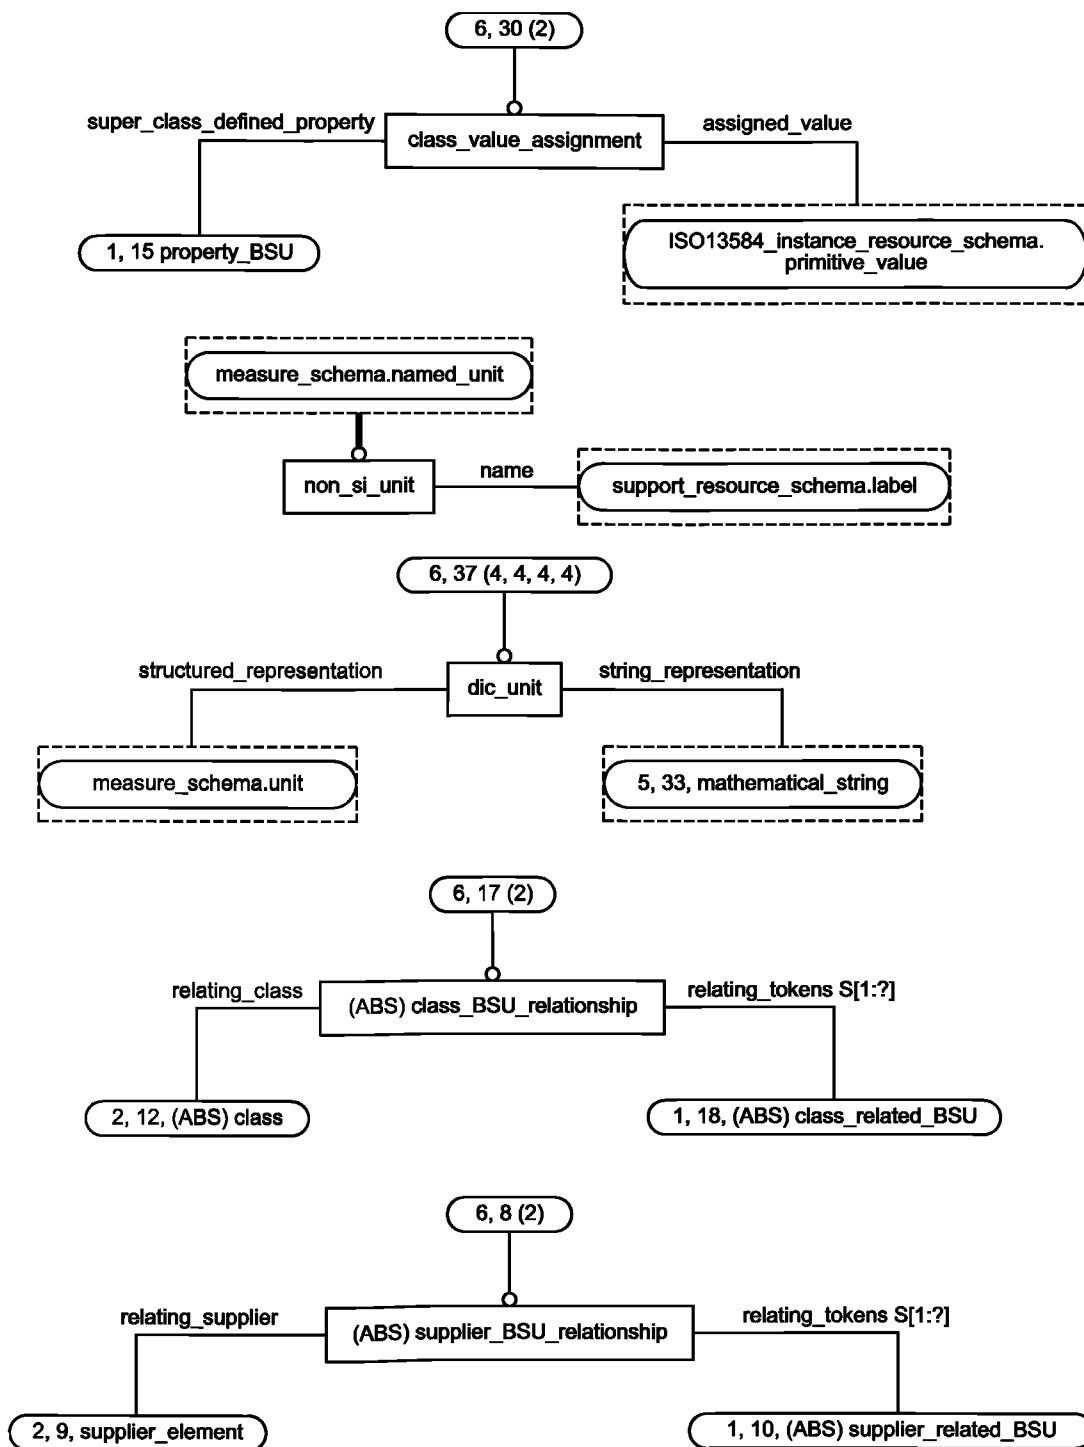 6, 30 (2)
super_class_defined_property
class_value_assignment
assigned_value
1, 15 property_BSU
ISO13584_instance_resource_schema.
primitive_value
measure_schema.named_unit
non_si_unit
name
support_resource_schema.label
6, 37 (4, 4, 4, 4)
structured_representation
dic_unit
string_representation
measure_schema.unit
5, 33, mathematical_string
6, 17 (2)
relating_class
(ABS) class_BSU_relationship
relating_tokens S[1:?]
2, 12, (ABS) class
1, 18, (ABS) class_related_BSU
6, 8 (2)
relating_supplier
(ABS) supplier_BSU_relationship
relating_tokens S[1:?]
2, 9, supplier_element
1, 10, (ABS) supplier_related_BSU